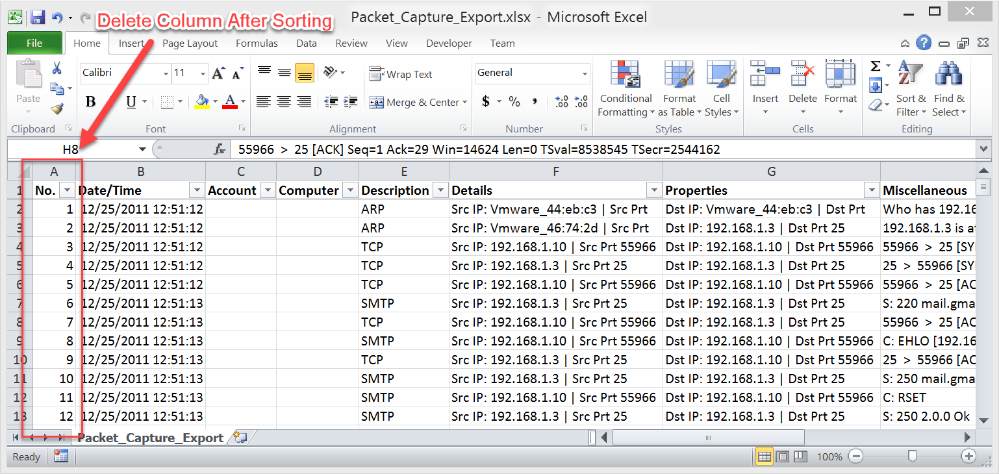 Delete Column After Sorting
Packet_Capture_Export.xlsx - Microsoft Excel
File Home Insert Page Layout Formulas Data Review View Developer Team
Calibri 11 Wrap Text General
Paste B U Merge & Center $ % Conditional Formatting Format as Table Cell Styles Insert Delete Format Σ Sort & Filter Find & Select
Clipboard Font Alignment Number Styles Cells Editing
H8 fx 55966 > 25 [ACK] Seq=1 Ack=29 Win=14624 Len=0 TSval=8538545 TSecr=2544162
A B C D E F G
1 No. Date/Time Account Computer Description Details Properties Miscellaneous
2 1 12/25/2011 12:51:12 ARP Src IP: Vmware_44:eb:c3 | Src Prt Dst IP: Vmware_44:eb:c3 | Dst Prt Who has 192.16
3 2 12/25/2011 12:51:12 ARP Src IP: Vmware_46:74:2d | Src Prt Dst IP: 192.168.1.3 | Dst Prt 25 192.168.1.3 is at
4 3 12/25/2011 12:51:12 TCP Src IP: 192.168.1.10 | Src Prt 55966 Dst IP: 192.168.1.10 | Dst Prt 55966 55966 > 25 [SY
5 4 12/25/2011 12:51:12 TCP Src IP: 192.168.1.3 | Src Prt 25 Dst IP: 192.168.1.3 | Dst Prt 25 25 > 55966 [SY
6 5 12/25/2011 12:51:12 TCP Src IP: 192.168.1.10 | Src Prt 55966 Dst IP: 192.168.1.10 | Dst Prt 55966 55966 > 25 [AC
7 6 12/25/2011 12:51:13 SMTP Src IP: 192.168.1.3 | Src Prt 25 Dst IP: 192.168.1.3 | Dst Prt 25 S: 220 mail.gma
8 7 12/25/2011 12:51:13 TCP Src IP: 192.168.1.10 | Src Prt 55966 Dst IP: 192.168.1.3 | Dst Prt 25 55966 > 25 [AC
9 8 12/25/2011 12:51:13 SMTP Src IP: 192.168.1.10 | Src Prt 55966 Dst IP: 192.168.1.10 | Dst Prt 55966 C: EHLO [192.16
10 9 12/25/2011 12:51:13 TCP Src IP: 192.168.1.3 | Src Prt 25 Dst IP: 192.168.1.10 | Dst Prt 55966 25 > 55966 [AC
11 10 12/25/2011 12:51:13 SMTP Src IP: 192.168.1.3 | Src Prt 25 Dst IP: 192.168.1.3 | Dst Prt 25 S: 250 mail.gma
12 11 12/25/2011 12:51:13 SMTP Src IP: 192.168.1.10 | Src Prt 55966 Dst IP: 192.168.1.10 | Dst Prt 55966 C: RSET
13 12 12/25/2011 12:51:13 SMTP Src IP: 192.168.1.3 | Src Prt 25 Dst IP: 192.168.1.3 | Dst Prt 25 S: 250 2.0.0 Ok
Packet_Capture_Export
Ready 100%